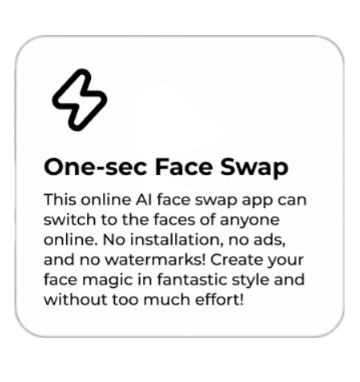 One-sec Face Swap
This online AI face swap app can
switch to the faces of anyone
online. No installation, no ads,
and no watermarks! Create your
face magic in fantastic style and
without too much effort!